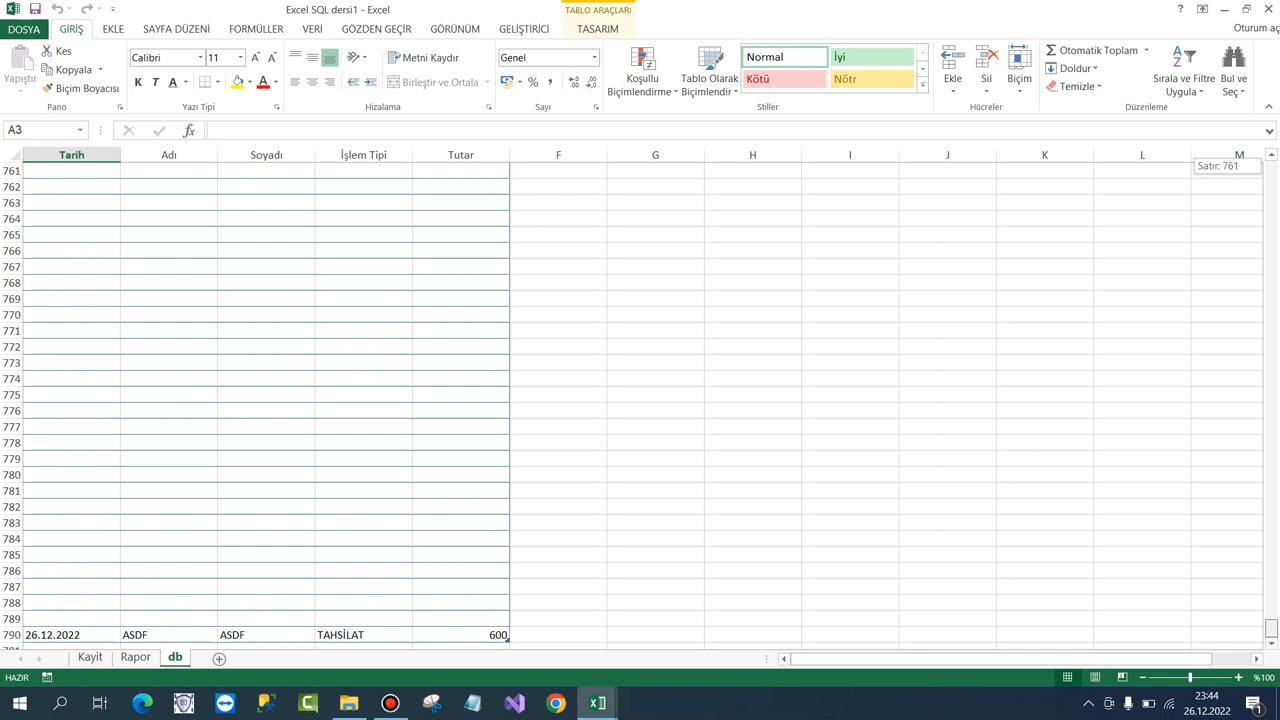 Excel SQL dersi1 - Excel
TABLO ARAÇLARI
?
DOSYA GİRİŞ EKLE SAYFA DÜZENİ FORMÜLLER VERİ GÖZDEN GEÇİR GÖRÜNÜM GELİŞTİRİCİ TASARIM
Oturum aç
Yapıştır
Kes
Kopyala
Biçim Boyacısı
Pano
Calibri 11
K T A
Yazı Tipi
Metni Kaydır
Birleştir ve Ortala
Hizalama
Genel
%
Sayı
Koşullu
Biçimlendirme
Tablo Olarak
Biçimlendir
Normal İyi
Kötü Nötr
Stiller
Ekle Sil Biçim
Hücreler
Otomatik Toplam
Doldur
Temizle
Sırala ve Filtre
Uygula
Bul ve
Seç
Düzenleme
A3
fx
Tarih Adı Soyadı İşlem Tipi Tutar F G H I J K L M
Satır: 761
761
762
763
764
765
766
767
768
769
770
771
772
773
774
775
776
777
778
779
780
781
782
783
784
785
786
787
788
789
790 26.12.2022 ASDF ASDF TAHSİLAT 600
Kayit Rapor db
HAZIR
%100
23:44
26.12.2022